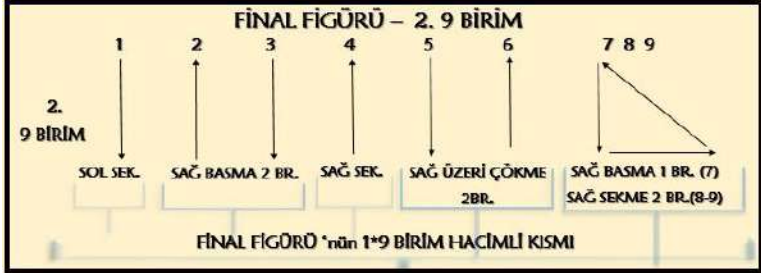 FİNAL FİGÜRÜ – 2. 9 BİRİM
1 2 3 4 5 6 7 8 9
2.
9 BİRİM
SOL SEK. SAĞ BASMA 2 BR. SAĞ SEK. SAĞ ÜZERİ ÇÖKME SAĞ BASMA 1 BR. (7)
2BR. SAĞ SEKME 2 BR.(8-9)
FİNAL FİGÜRÜ 'nün 1*9 BİRİM HACİMLİ KISMI